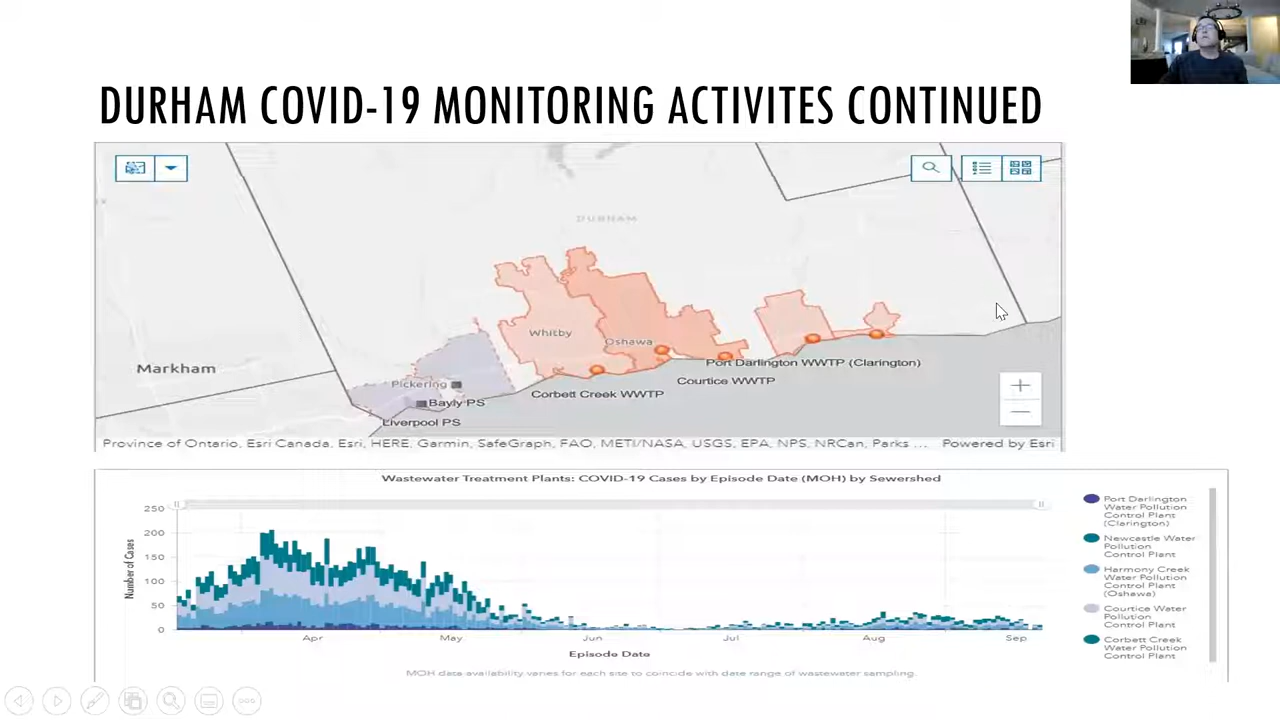 DURHAM COVID-19 MONITORING ACTIVITES CONTINUED
DURHAM
Whitby
Oshawa
Markham
Port Darlington WWTP (Clarington)
Courtice WWTP
Pickering
Corbett Creek WWTP
Bayly PS
Liverpool PS
+
−
Province of Ontario, Esri Canada, Esri, HERE, Garmin, SafeGraph, FAO, METI/NASA, USGS, EPA, NPS, NRCan, Parks ... Powered by Esri
Wastewater Treatment Plants: COVID-19 Cases by Episode Date (MOH) by Sewershed
Number of Cases
250
200
150
100
50
0
Apr May Jun Jul Aug Sep
Episode Date
Port Darlington
Water Pollution
Control Plant
(Clarington)
Newcastle Water
Pollution
Control Plant
Harmony Creek
Water Pollution
Control Plant
(Oshawa)
Courtice Water
Pollution
Control Plant
Corbett Creek
Water Pollution
Control Plant
MOH data availability varies for each site to coincide with date range of wastewater sampling.